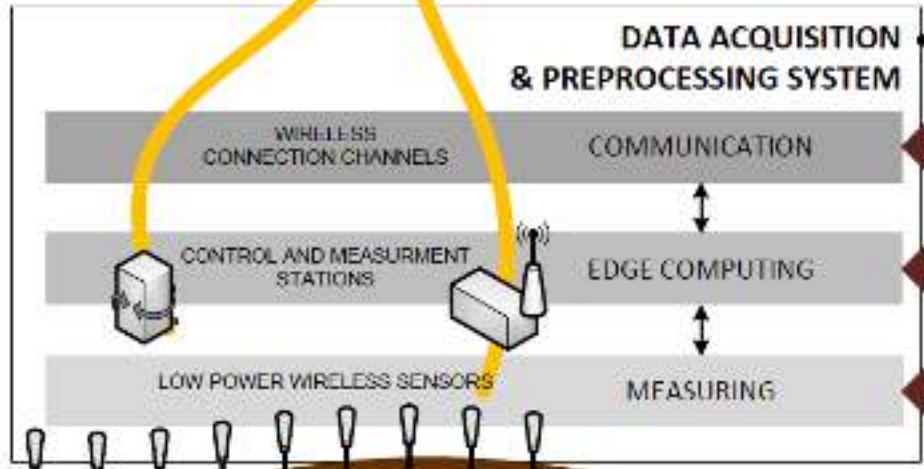 DATA ACQUISITION
& PREPROCESSING SYSTEM
WIRELESS
CONNECTION CHANNELS
COMMUNICATION
CONTROL AND MEASURMENT
STATIONS
EDGE COMPUTING
LOW POWER WIRELESS SENSORS
MEASURING